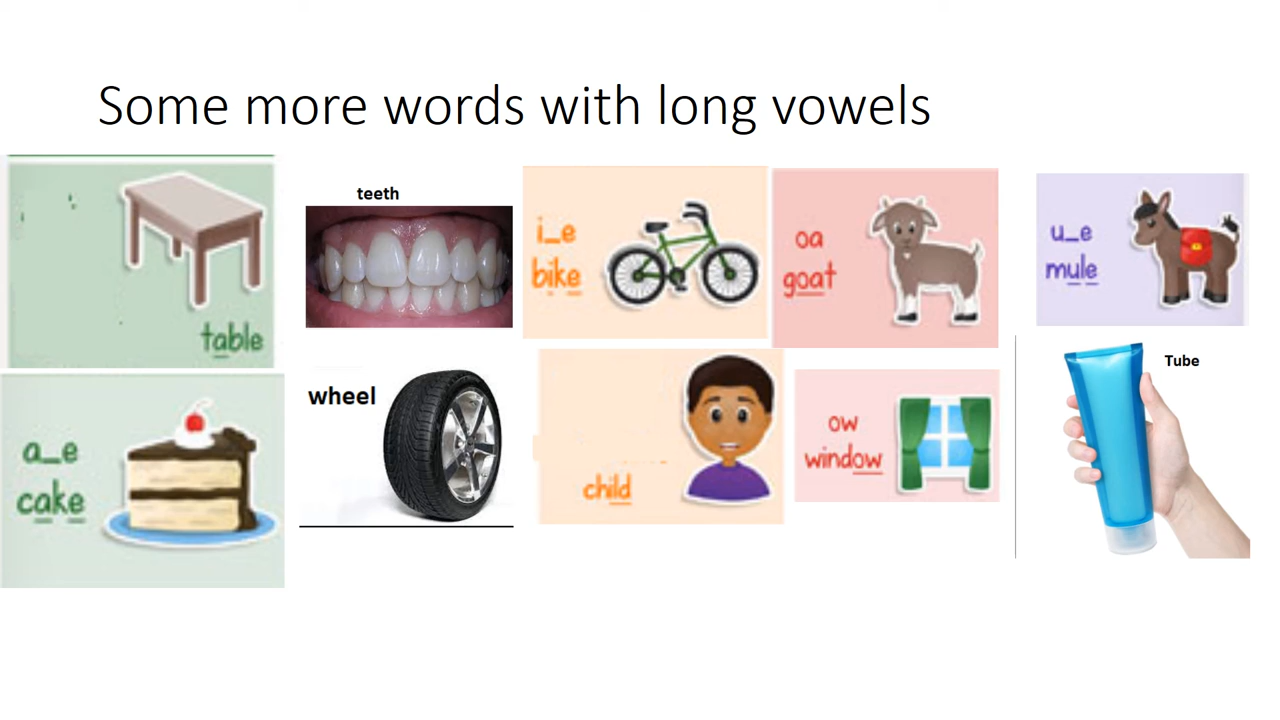 Some more words with long vowels
table
a_e
cake
teeth
wheel
i_e
bike
child
oa
goat
ow
window
u_e
mule
Tube